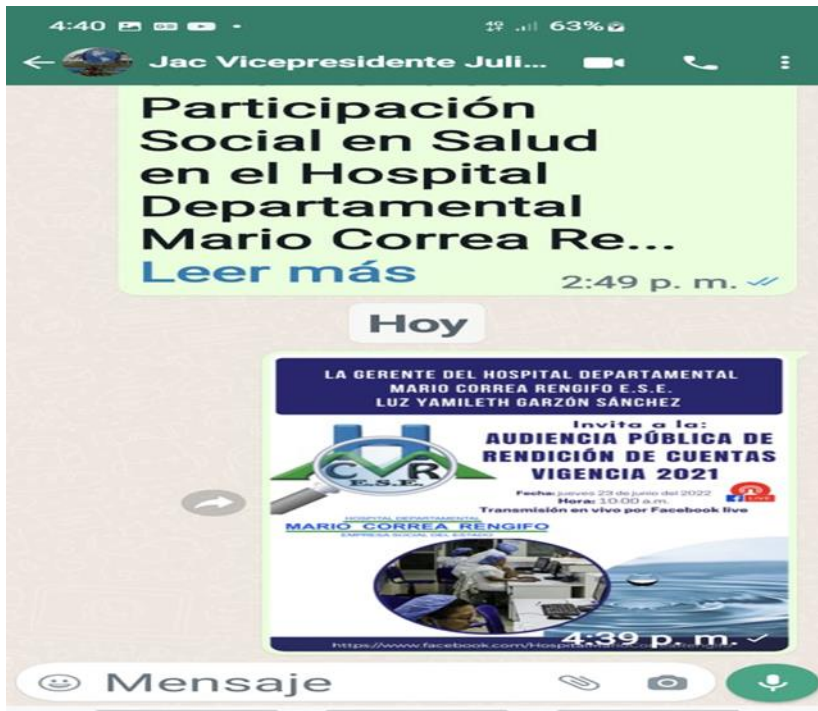 4:40
63%
Jac Vicepresidente Juli...
Participación
Social en Salud
en el Hospital
Departamental
Mario Correa Re...
Leer más
2:49 p. m.
Hoy
LA GERENTE DEL HOSPITAL DEPARTAMENTAL
MARIO CORREA RENGIFO E.S.E.
LUZ YAMILETH GARZÓN SÁNCHEZ
Invita a la:
AUDIENCIA PÚBLICA DE
RENDICIÓN DE CUENTAS
VIGENCIA 2021
CMR
E.S.E.
Fecha: jueves 23 de junio del 2022
Hora: 10:00 a.m.
LIVE
Transmisión en vivo por Facebook live
HOSPITAL DEPARTAMENTAL
MARIO CORREA RENGIFO
EMPRESA SOCIAL DEL ESTADO
4:39 p. m.
Mensaje